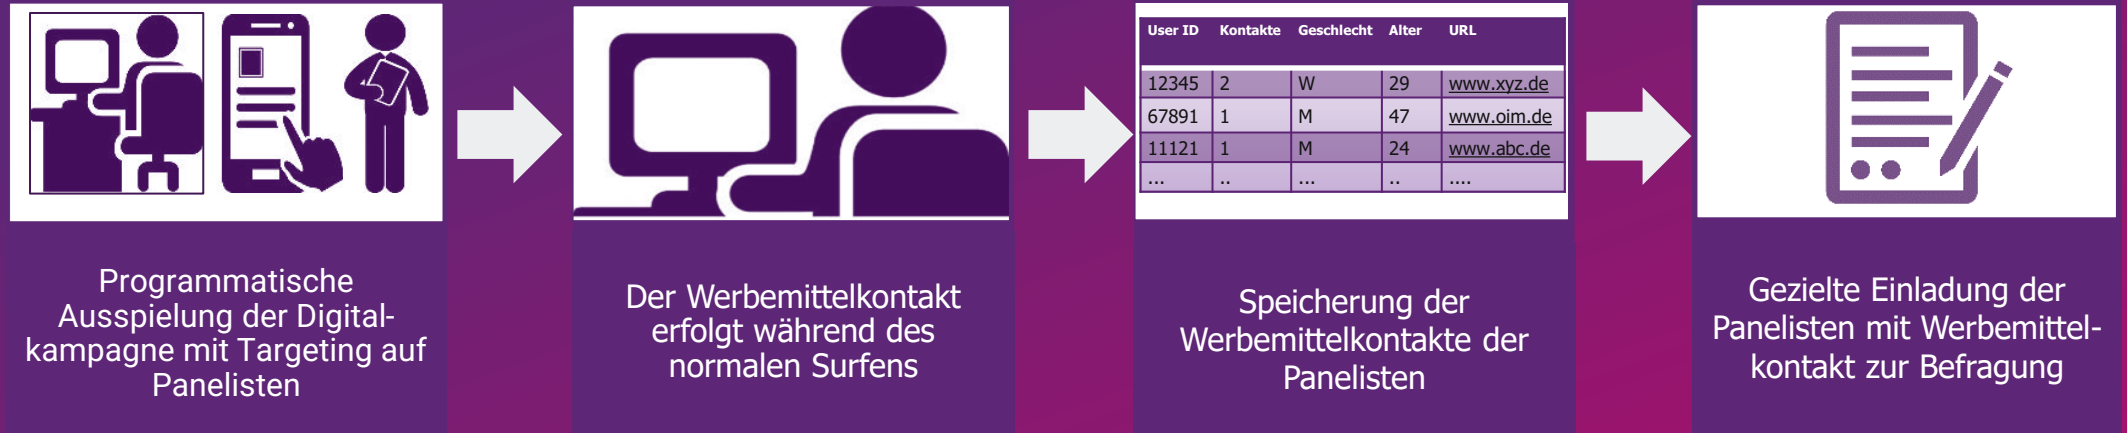 User ID Kontakte Geschlecht Alter URL
12345 2 W 29 www.xyz.de
67891 1 M 47 www.oim.de
11121 1 M 24 www.abc.de
... .. ... .. ....
Programmatische
Ausspielung der Digital-
kampagne mit Targeting auf
Panelisten
Der Werbemittelkontakt
erfolgt während des
normalen Surfens
Speicherung der
Werbemittelkontakte der
Panelisten
Gezielte Einladung der
Panelisten mit Werbemittel-
kontakt zur Befragung